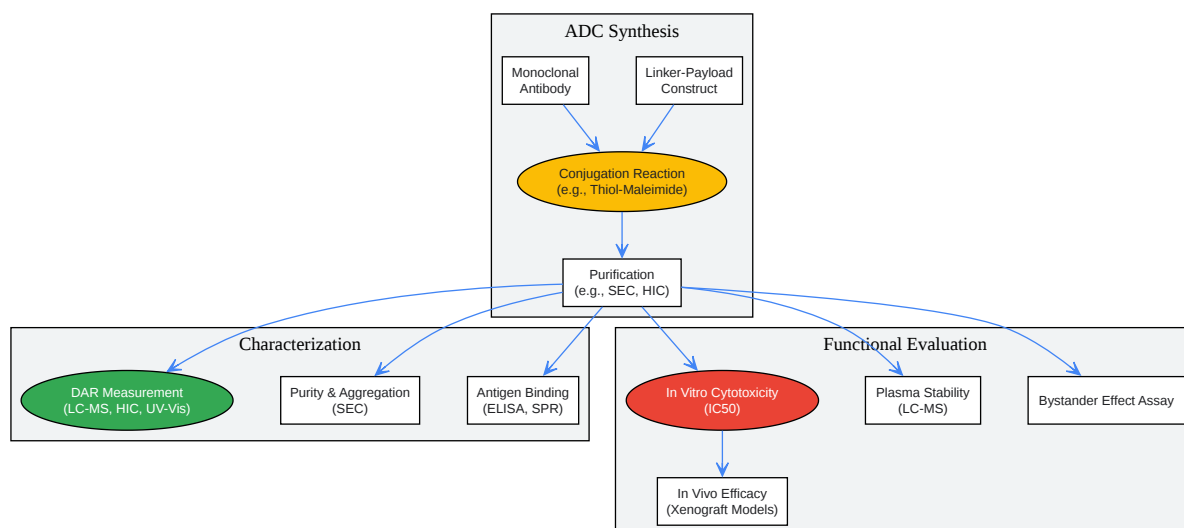 ADC Synthesis
Monoclonal
Antibody
Linker-Payload
Construct
Conjugation Reaction
(e.g., Thiol-Maleimide)
Purification
(e.g., SEC, HIC)
Characterization
DAR Measurement
(LC-MS, HIC, UV-Vis)
Purity & Aggregation
(SEC)
Antigen Binding
(ELISA, SPR)
Functional Evaluation
In Vitro Cytotoxicity
(IC50)
Plasma Stability
(LC-MS)
Bystander Effect Assay
In Vivo Efficacy
(Xenograft Models)